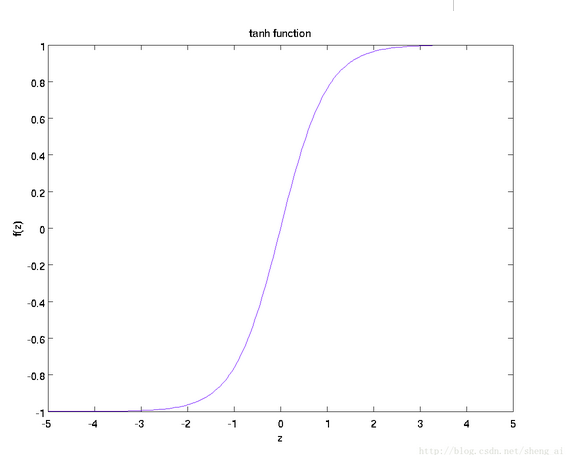 tanh function
1
0.8
0.6
0.4
0.2
0
-0.2
-0.4
-0.6
-0.8
-1
f(z)
-5 -4 -3 -2 -1 0 1 2 3 4 5
z
http://blog.csdn.net/sheng_ai